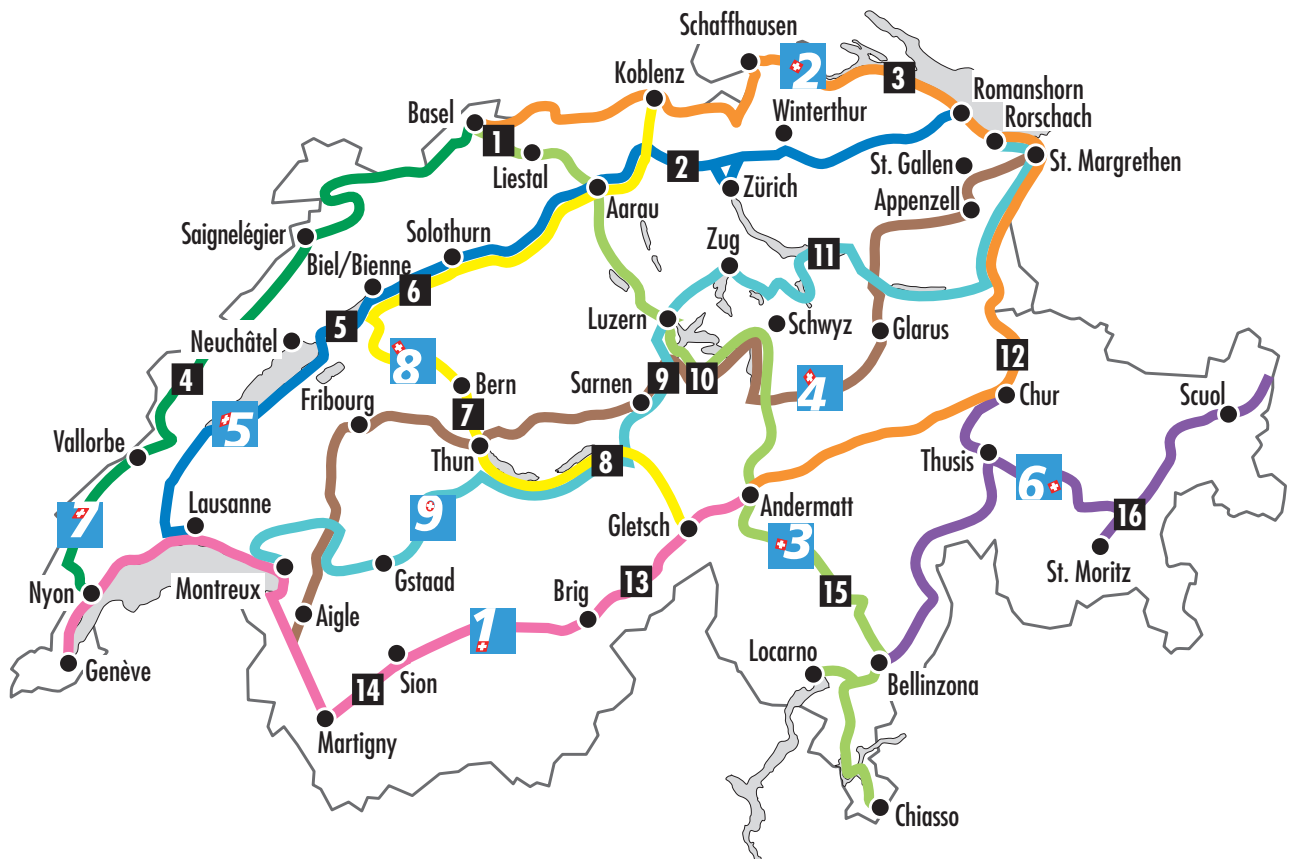 Schaffhausen
2
Koblenz
3
Romanshorn
Basel
Winterthur
Rorschach
1
Liestal
2
St. Gallen
St. Margrethen
Zürich
Aarau
Appenzell
Saignelégier
Solothurn
Zug
11
Biel/Bienne
6
5
Luzern
Schwyz
Glarus
Neuchâtel
8
12
4
Bern
Sarnen
9
10
4
Scuol
Fribourg
Chur
5
7
Vallorbe
Thun
8
Thusis
6
Lausanne
Andermatt
16
7
9
Gletsch
3
St. Moritz
Nyon
Montreux
Gstaad
Brig
13
15
Aigle
1
Genève
Locarno
14
Sion
Bellinzona
Martigny
Chiasso